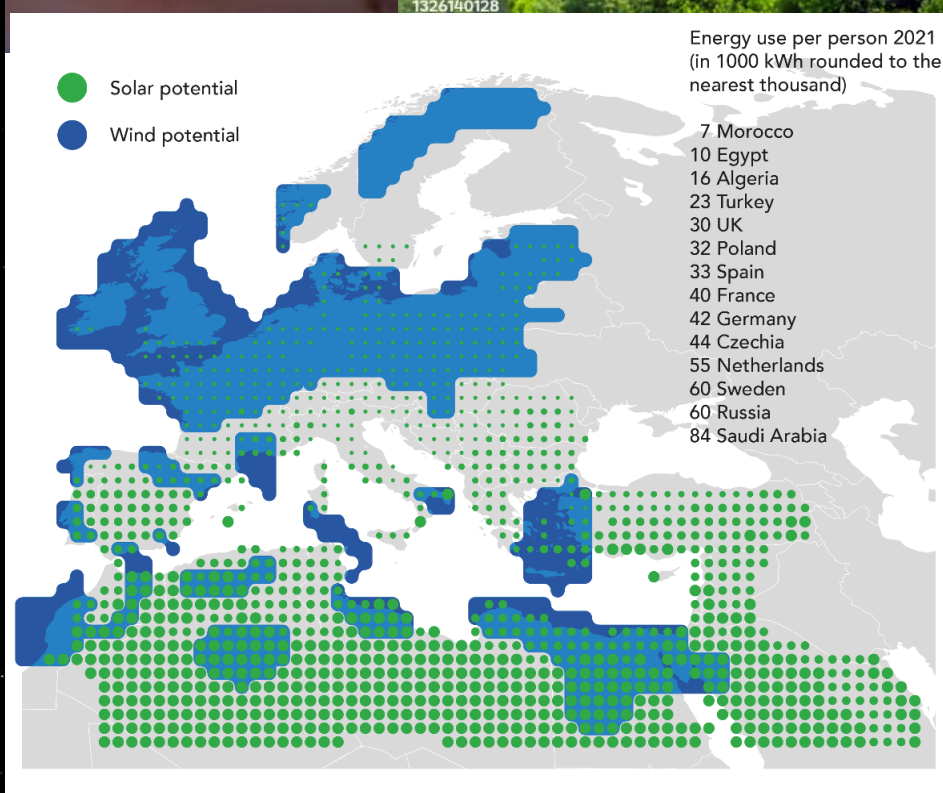 1326140128
Energy use per person 2021
(in 1000 kWh rounded to the
nearest thousand)
Solar potential
Wind potential
7 Morocco
10 Egypt
16 Algeria
23 Turkey
30 UK
32 Poland
33 Spain
40 France
42 Germany
44 Czechia
55 Netherlands
60 Sweden
60 Russia
84 Saudi Arabia